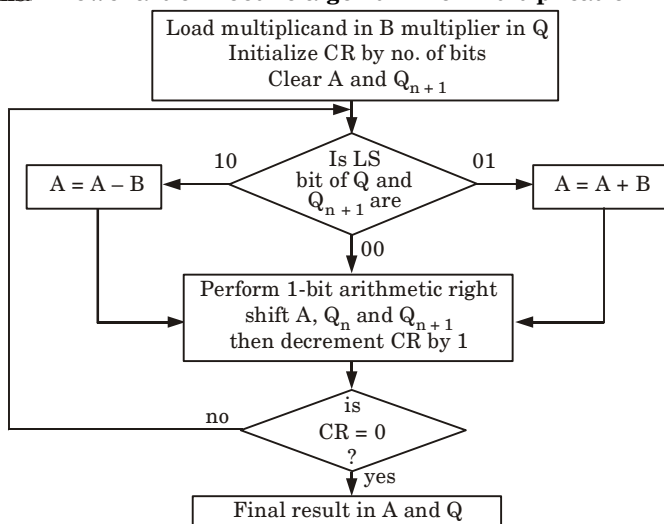 Load multiplicand in B multiplier in Q
Initialize CR by no. of bits
Clear A and Qn + 1
Is LS
bit of Q and
Qn + 1 are
10
01
00
A = A – B
A = A + B
Perform 1-bit arithmetic right
shift A, Qn and Qn + 1
then decrement CR by 1
is
CR = 0
?
no
yes
Final result in A and Q